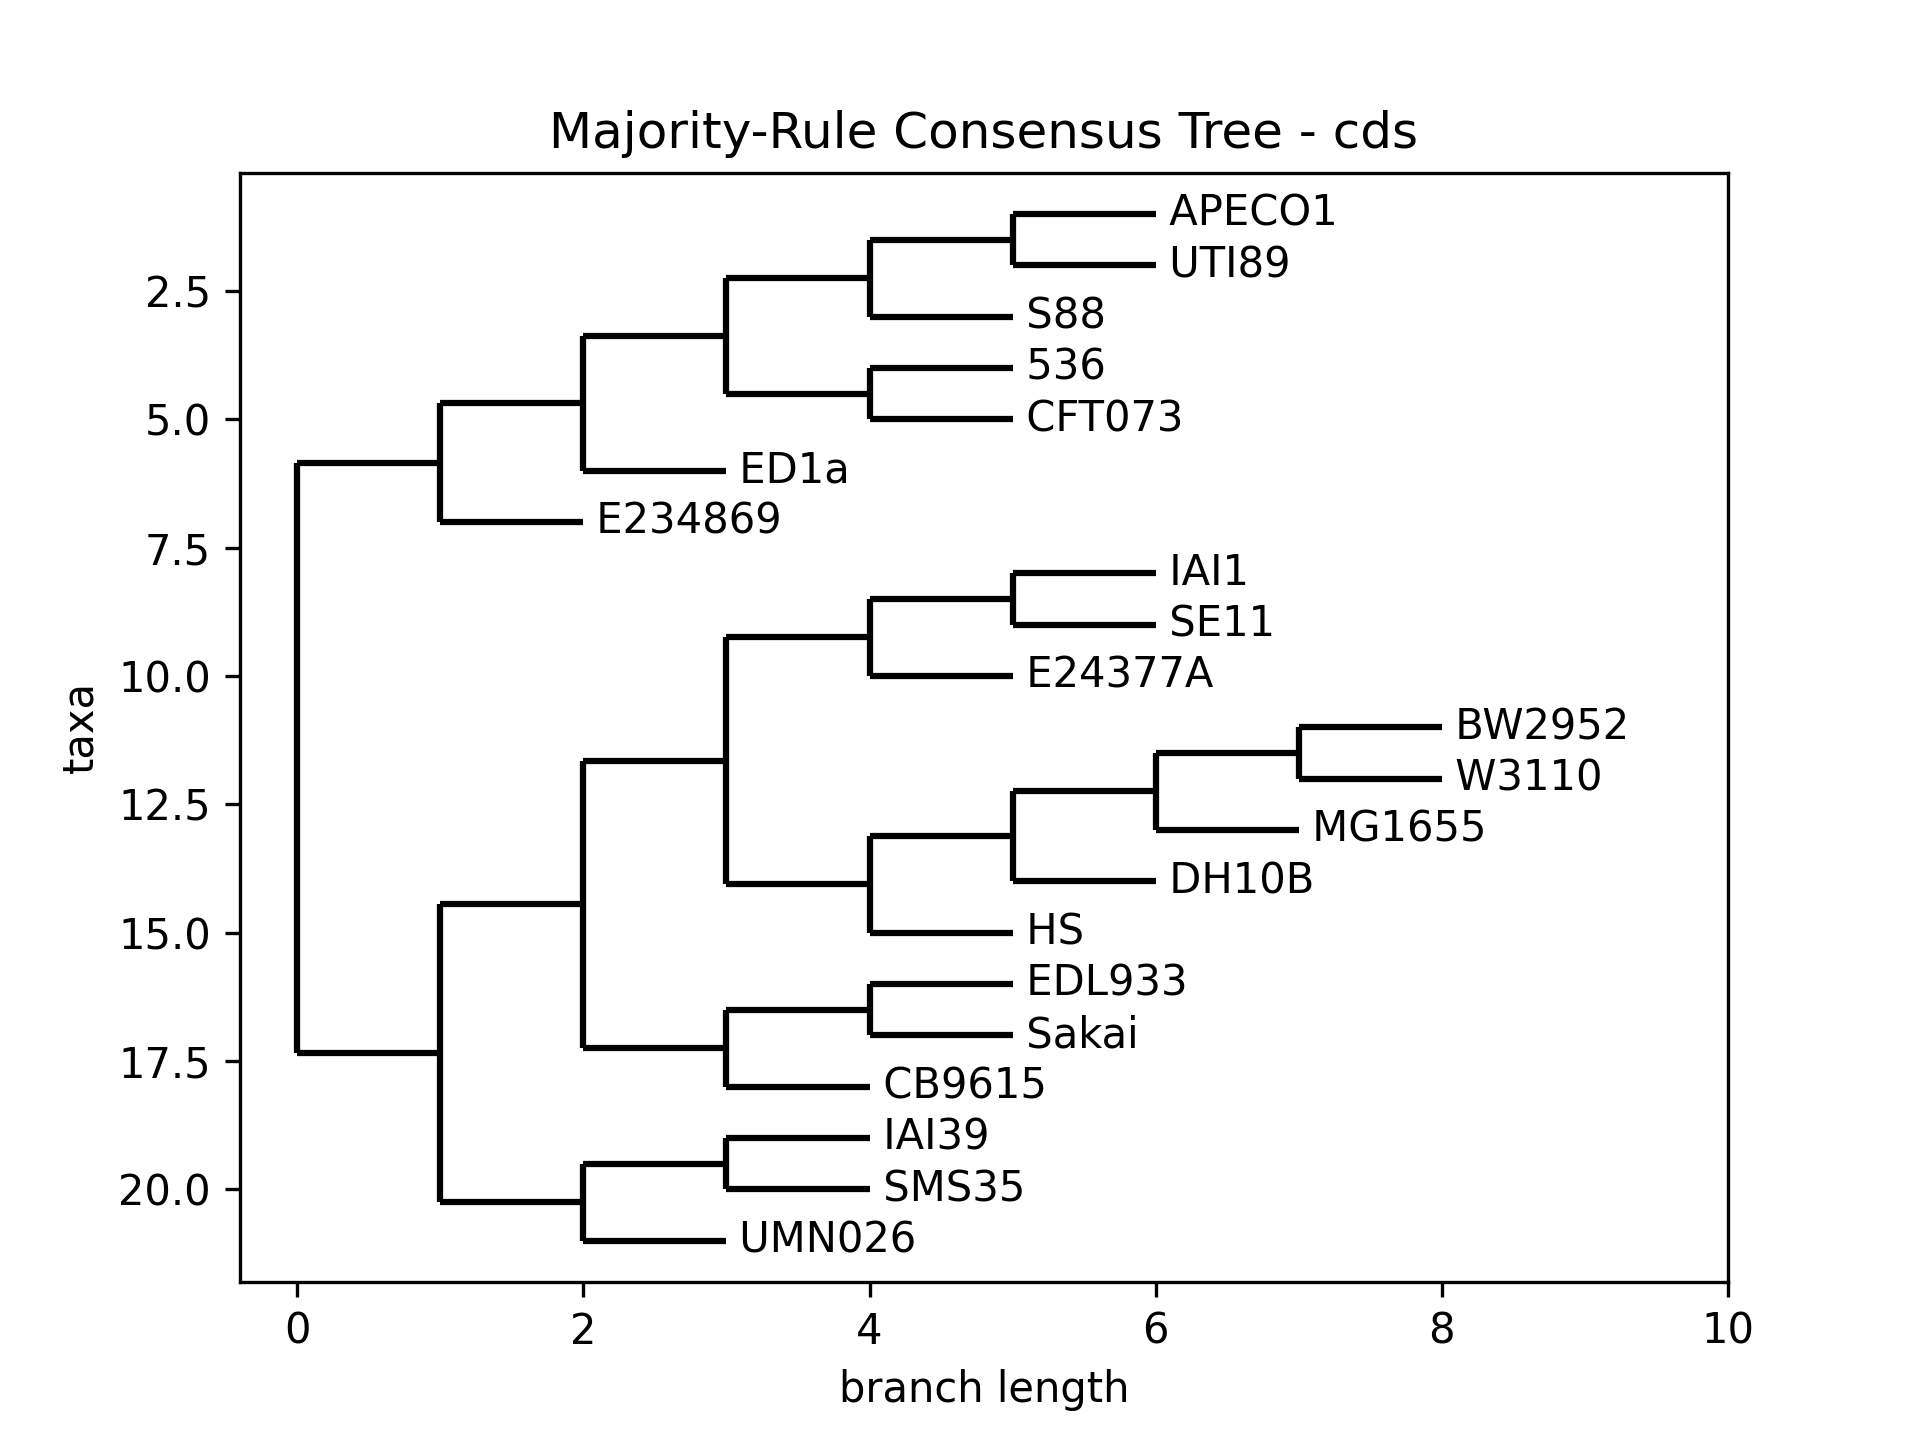 Majority-Rule Consensus Tree - cds
APECO1
UTI89
2.5
S88
536
5.0
CFT073
ED1a
E234869
7.5
IAI1
SE11
10.0
E24377A
taxa
BW2952
W3110
12.5
MG1655
DH10B
15.0
HS
EDL933
Sakai
17.5
CB9615
IAI39
20.0
SMS35
UMN026
0 2 4 6 8 10
branch length